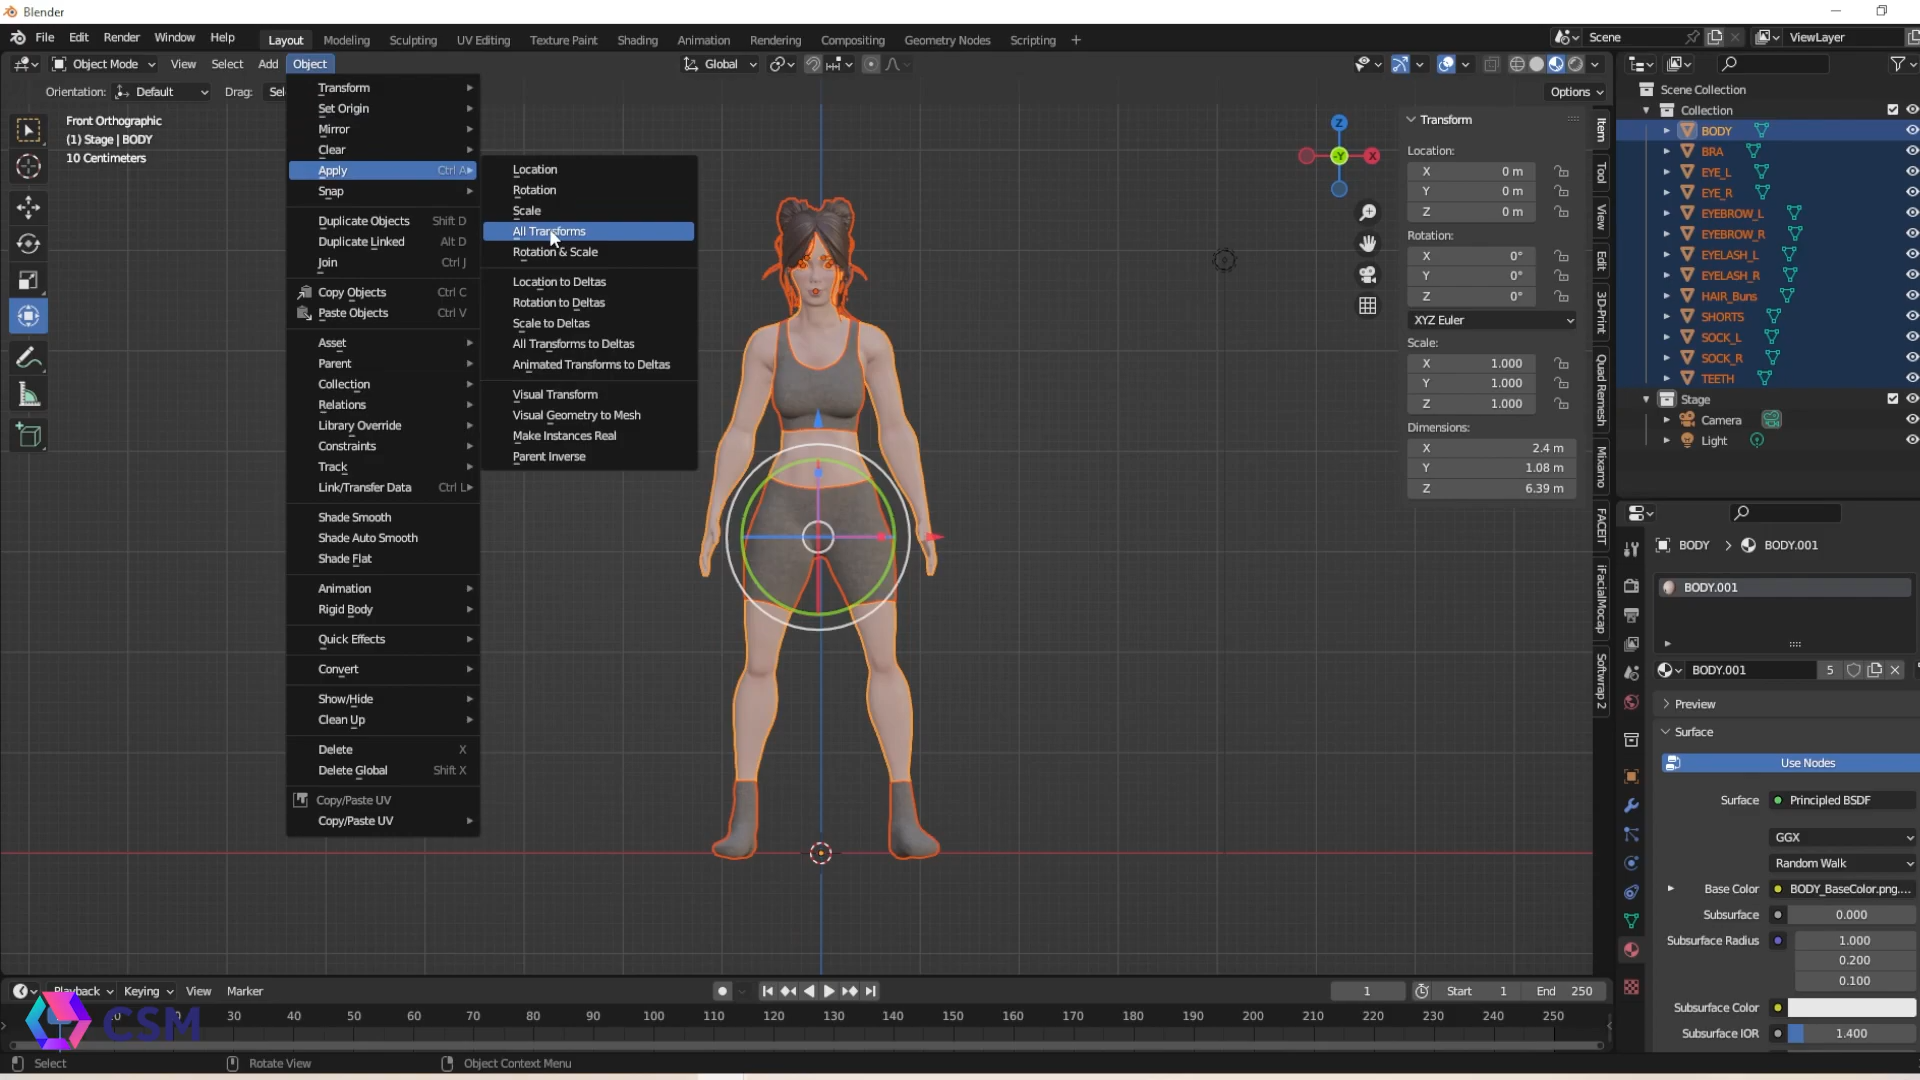 Blender
File Edit Render Window Help
Layout Modeling Sculpting UV Editing Texture Paint Shading Animation Rendering Compositing Geometry Nodes Scripting +
Scene
ViewLayer
Object Mode View Select Add Object
Global
Orientation: Default Drag: Sel
Options
Front Orthographic
(1) Stage | BODY
10 Centimeters
Transform
Set Origin
Mirror
Clear
Apply Ctrl A
Snap
Duplicate Objects Shift D
Duplicate Linked Alt D
Join Ctrl J
Copy Objects Ctrl C
Paste Objects Ctrl V
Asset
Parent
Collection
Relations
Library Override
Constraints
Track
Link/Transfer Data Ctrl L
Shade Smooth
Shade Auto Smooth
Shade Flat
Animation
Rigid Body
Quick Effects
Convert
Show/Hide
Clean Up
Delete X
Delete Global Shift X
Copy/Paste UV
Copy/Paste UV
Location
Rotation
Scale
All Transforms
Rotation & Scale
Location to Deltas
Rotation to Deltas
Scale to Deltas
All Transforms to Deltas
Animated Transforms to Deltas
Visual Transform
Visual Geometry to Mesh
Make Instances Real
Parent Inverse
Z
-Y
X
Transform
Location:
X 0 m
Y 0 m
Z 0 m
Rotation:
X 0°
Y 0°
Z 0°
XYZ Euler
Scale:
X 1.000
Y 1.000
Z 1.000
Dimensions:
X 2.4 m
Y 1.08 m
Z 6.39 m
Item
Tool
View
Edit
3D-Print
Quad Remesh
Mixamo
FACEIT
iFacialMocap
Softwrap 2
Scene Collection
Collection
BODY
BRA
EYE_L
EYE_R
EYEBROW_L
EYEBROW_R
EYELASH_L
EYELASH_R
HAIR_Buns
SHORTS
SOCK_L
SOCK_R
TEETH
Stage
Camera
Light
BODY > BODY.001
BODY.001
BODY.001 5
Preview
Surface
Use Nodes
Surface Principled BSDF
GGX
Random Walk
Base Color BODY_BaseColor.png....
Subsurface 0.000
Subsurface Radius 1.000
0.200
0.100
Subsurface Color
Subsurface IOR 1.400
Playback Keying View Marker
1 Start 1 End 250
20 30 40 50 60 70 80 90 100 110 120 130 140 150 160 170 180 190 200 210 220 230 240 250
CSM
Select Rotate View Object Context Menu